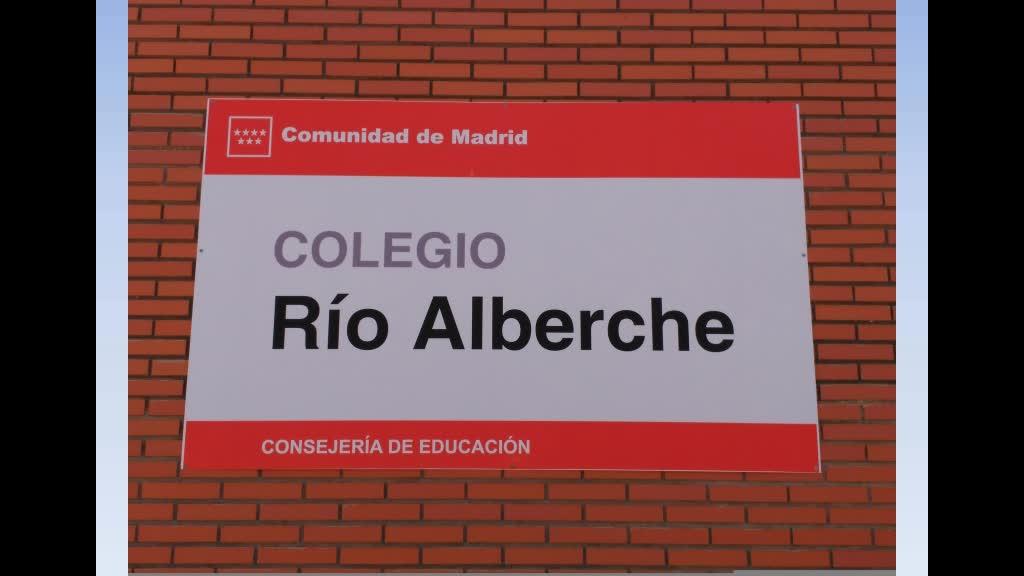 Comunidad de Madrid
COLEGIO
Río Alberche
CONSEJERÍA DE EDUCACIÓN